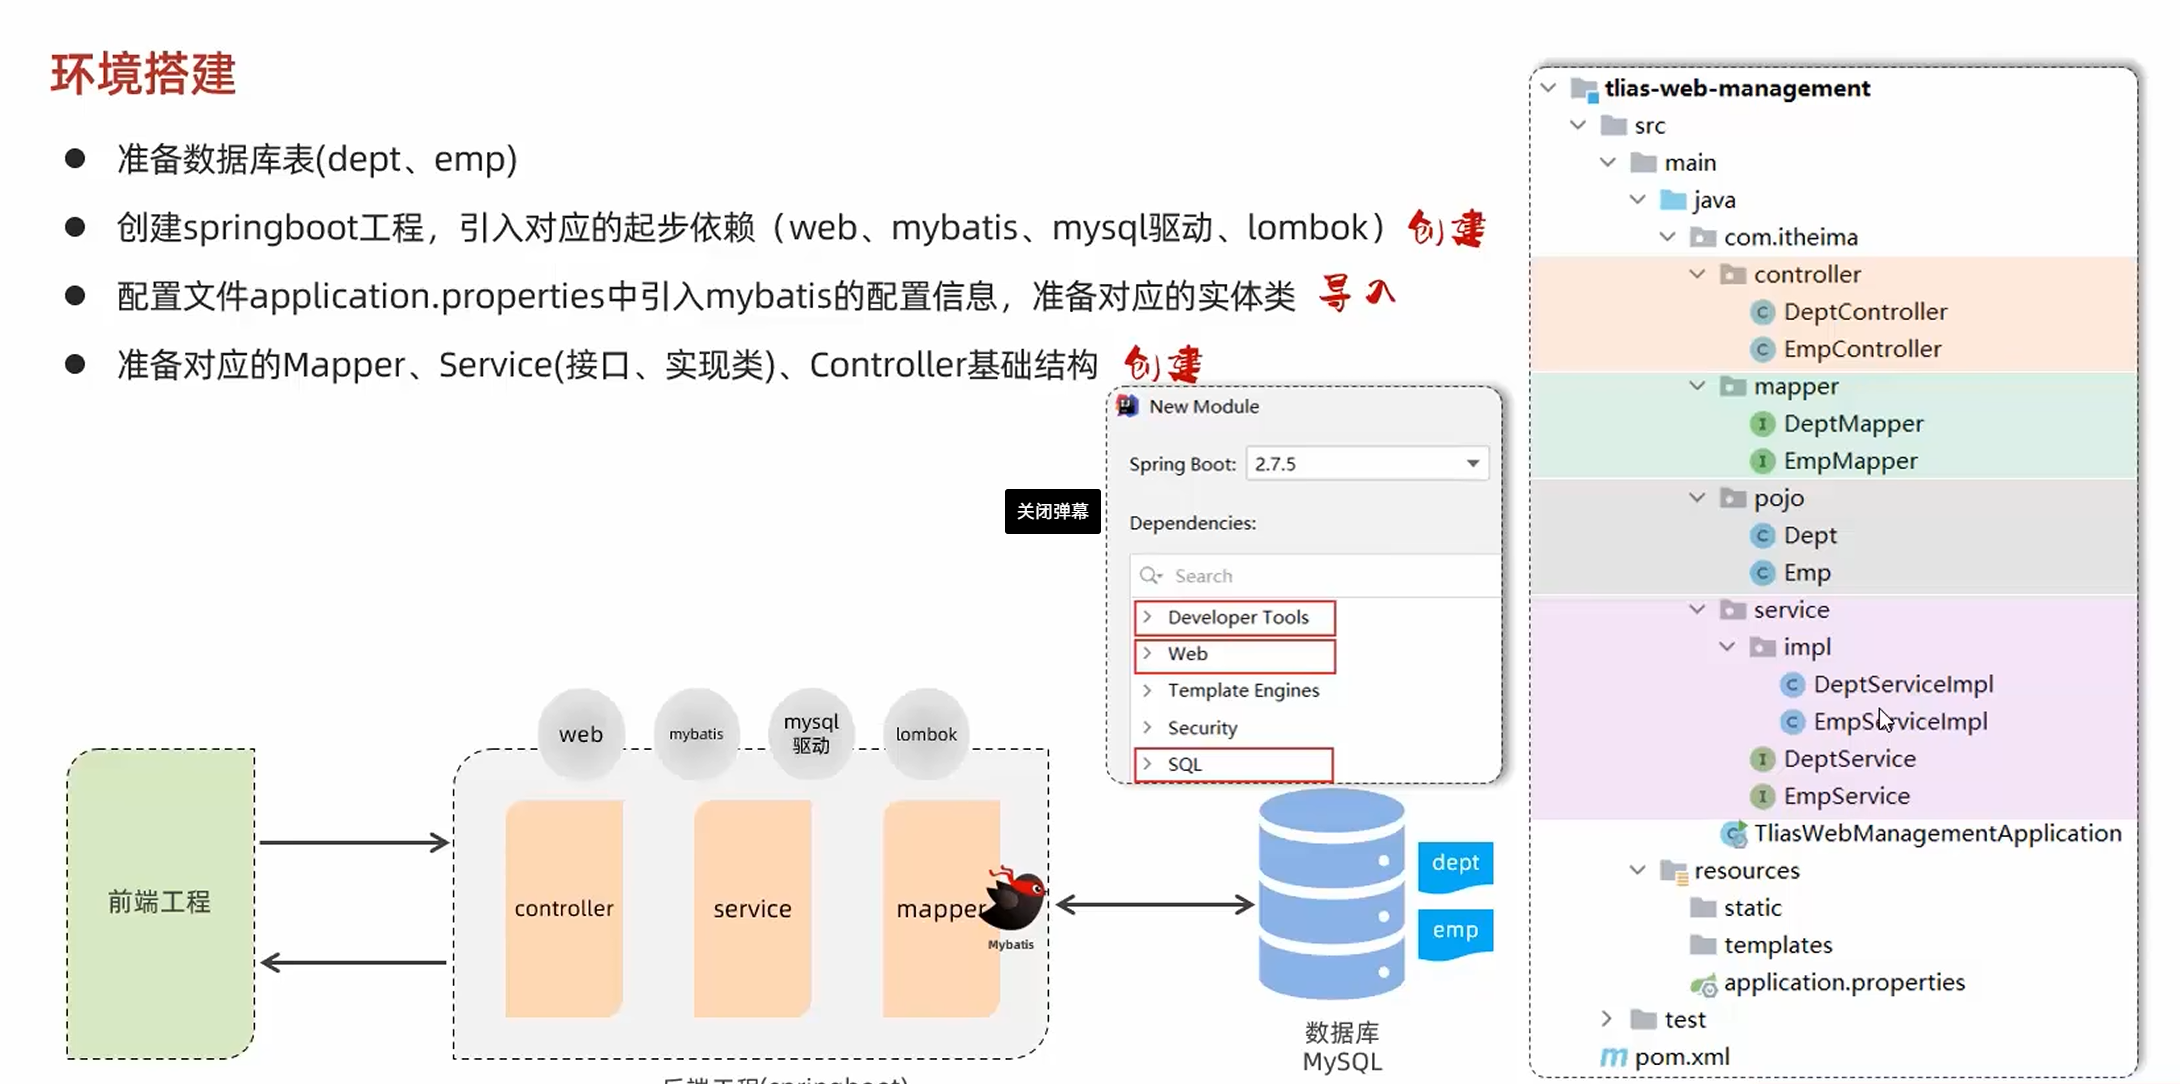 环境搭建
准备数据库表(dept、emp)
创建springboot工程，引入对应的起步依赖（web、mybatis、mysql驱动、lombok）创建
配置文件application.properties中引入mybatis的配置信息，准备对应的实体类 导入
准备对应的Mapper、Service(接口、实现类)、Controller基础结构 创建
New Module
Spring Boot: 2.7.5
关闭弹幕
Dependencies:
Search
Developer Tools
Web
Template Engines
Security
SQL
web
mybatis
mysql
驱动
lombok
前端工程
controller
service
mapper
Mybatis
dept
emp
数据库
MySQL
后端工程(springboot)
tlias-web-management
src
main
java
com.itheima
controller
DeptController
EmpController
mapper
DeptMapper
EmpMapper
pojo
Dept
Emp
service
impl
DeptServiceImpl
EmpServiceImpl
DeptService
EmpService
TliasWebManagementApplication
resources
static
templates
application.properties
test
pom.xml